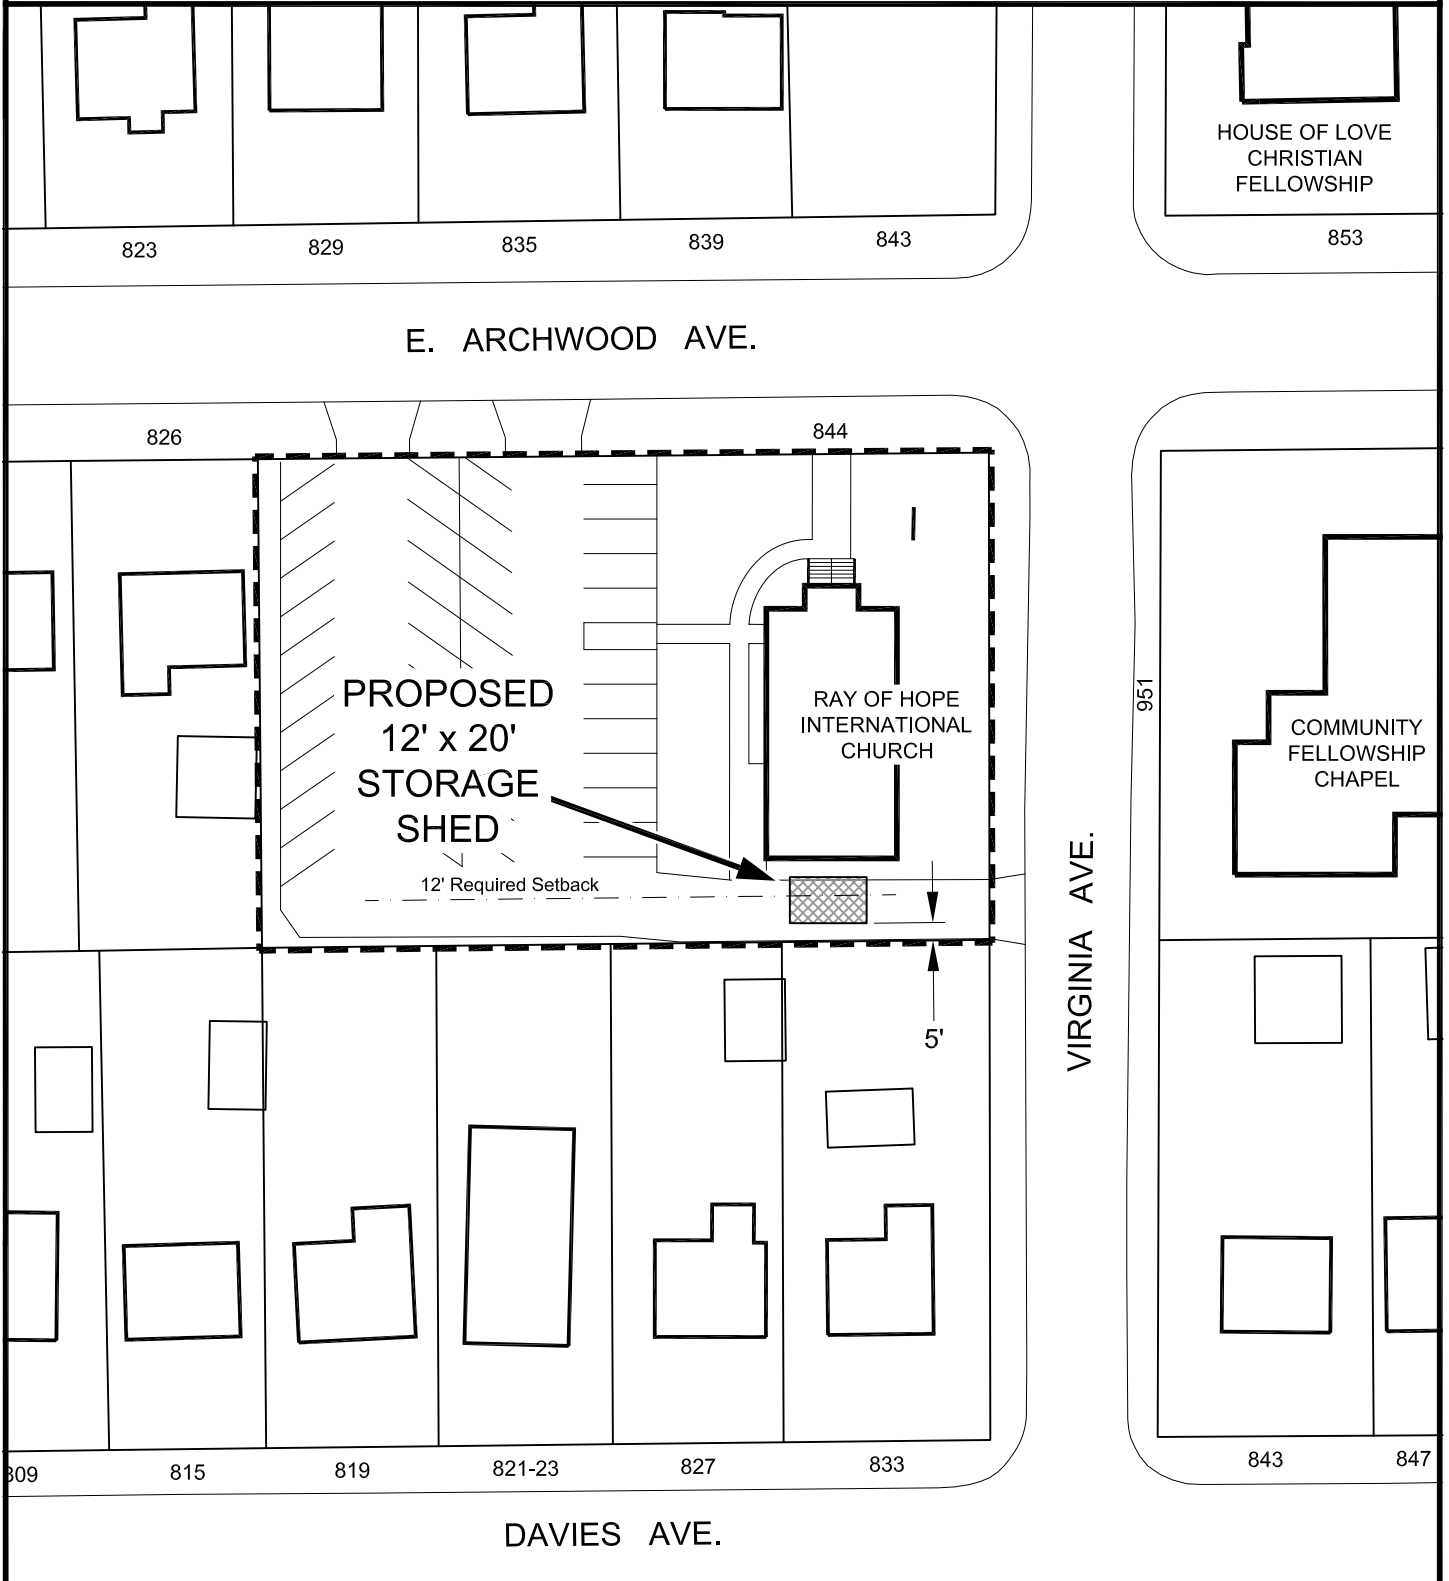 HOUSE OF LOVE
CHRISTIAN
FELLOWSHIP
823
829
835
839
843
853
E. ARCHWOOD AVE.
826
844
PROPOSED
12' x 20'
STORAGE
SHED
RAY OF HOPE
INTERNATIONAL
CHURCH
951
COMMUNITY
FELLOWSHIP
CHAPEL
12' Required Setback
VIRGINIA AVE.
5'
809
815
819
821-23
827
833
843
847
DAVIES AVE.